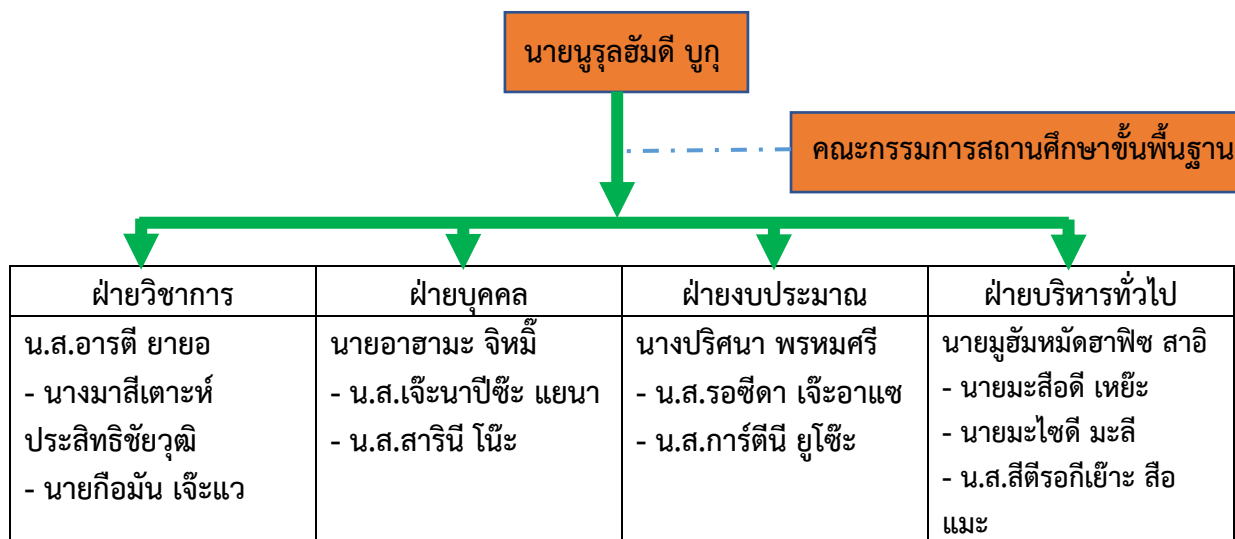 นายนูรุลฮัมดี บูกุ
คณะกรรมการสถานศึกษาขั้นพื้นฐาน
ฝ่ายวิชาการ
น.ส.อารตี ยายอ
- นางมาสีเตาะห์
ประสิทธิชัยวุฒิ
- นายกือมัน เจ๊ะแว
ฝ่ายบุคคล
นายอาฮามะ จิหมิ๊
- น.ส.เจ๊ะนาปีซ๊ะ แยนา
- น.ส.สารินี โน๊ะ
ฝ่ายงบประมาณ
นางปริศนา พรหมศรี
- น.ส.รอซีดา เจ๊ะอาแซ
- น.ส.การ์ตีนี ยูโซ๊ะ
ฝ่ายบริหารทั่วไป
นายมูฮัมหมัดฮาฟิซ สาอิ
- นายมะสือดี เหย๊ะ
- นายมะไซดี มะลี
- น.ส.สีตีรอกีเย๊าะ สือ
แมะ